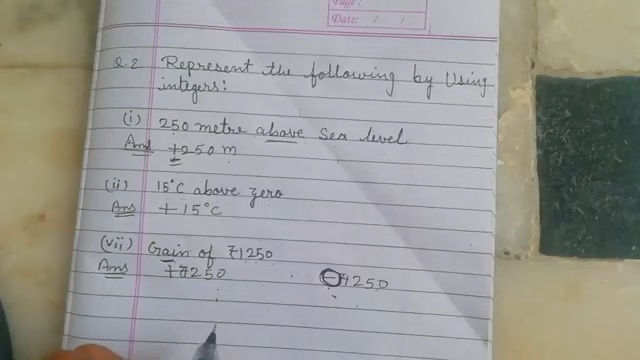 Page :
Date: / /
Q.2 Represent the following by Using
integers:
(i) 250 metre above Sea level
Ans +250 m
(ii) 15°C above zero
Ans + 15°C
(vii) Gain of ₹1250
Ans +₹1250 -₹1250